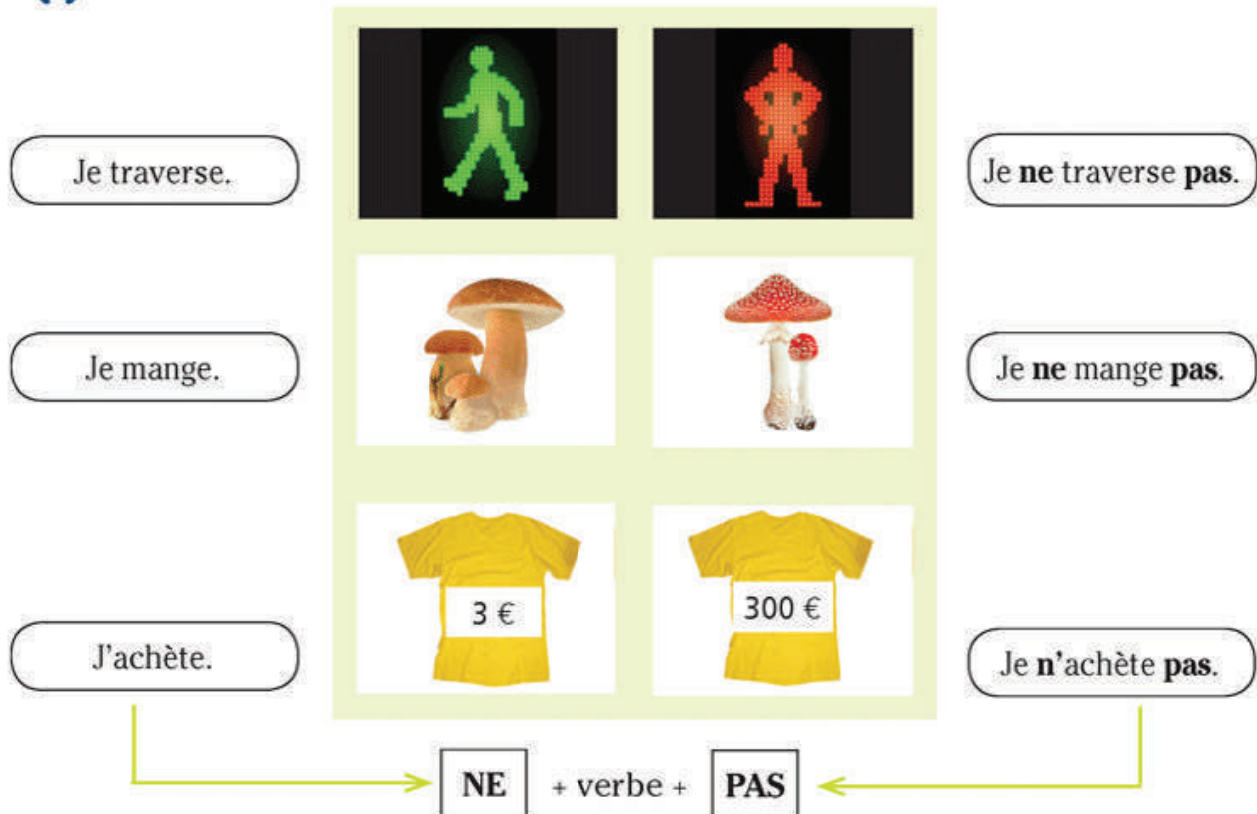 Je traverse.
Je ne traverse pas.
Je mange.
Je ne mange pas.
3 €
300 €
J'achète.
Je n'achète pas.
NE + verbe + PAS